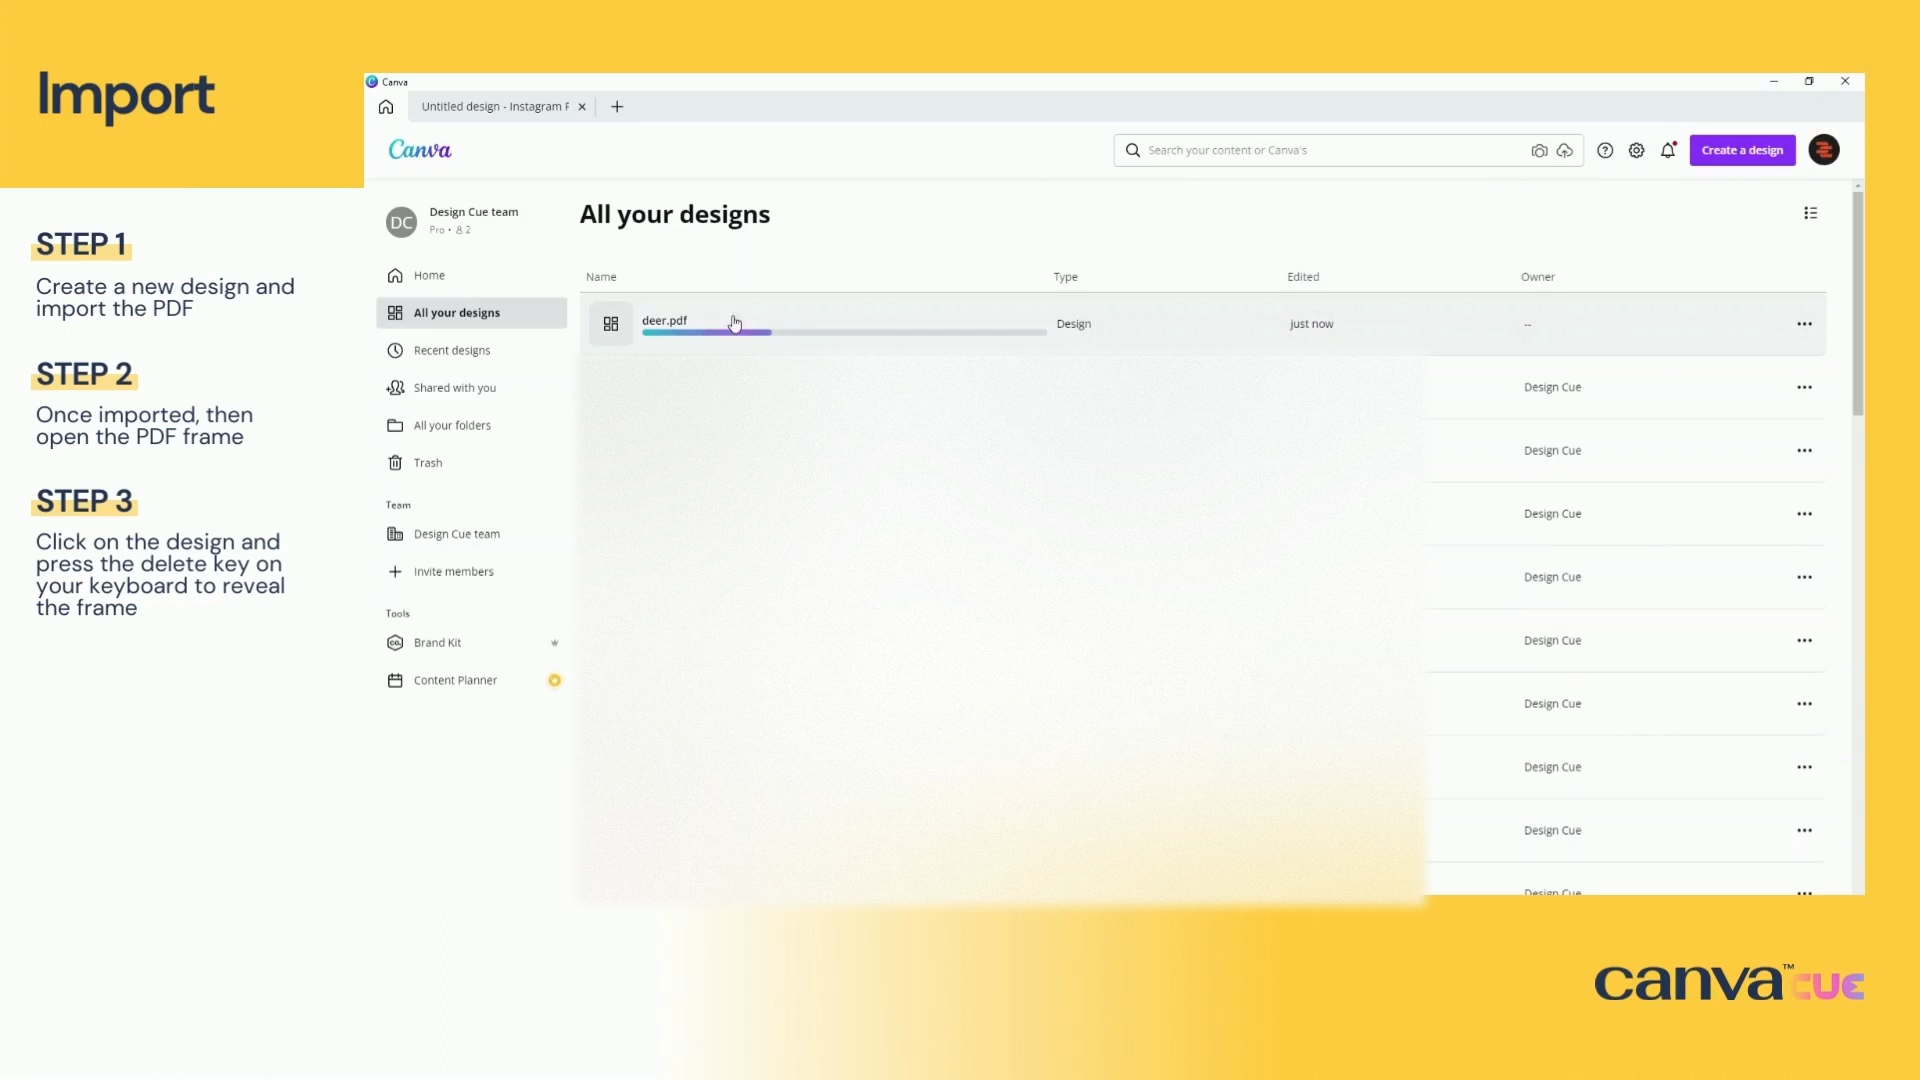 Import
STEP 1
Create a new design and
import the PDF
STEP 2
Once imported, then
open the PDF frame
STEP 3
Click on the design and
press the delete key on
your keyboard to reveal
the frame
Canva
Untitled design - Instagram
Canva
Search your content or Canva's
Create a design
DC
Design Cue team
Pro • 2
Home
All your designs
Recent designs
Shared with you
All your folders
Trash
Team
Design Cue team
Invite members
Tools
Brand Kit
Content Planner
All your designs
Name Type Edited Owner
deer.pdf Design just now --
Design Cue
Design Cue
Design Cue
Design Cue
Design Cue
Design Cue
Design Cue
Design Cue
Design Cue
canva™CUE